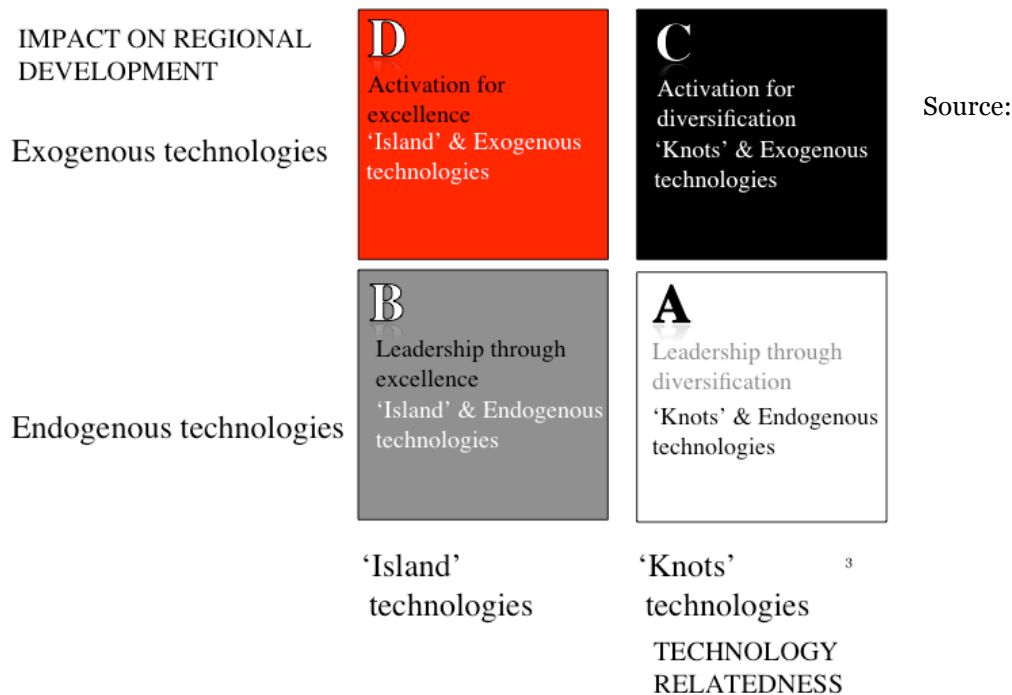 IMPACT ON REGIONAL
DEVELOPMENT
Exogenous technologies
D
Activation for
excellence
‘Island’ & Exogenous
technologies
C
Activation for
diversification
‘Knots’ & Exogenous
technologies
Source:
Endogenous technologies
B
Leadership through
excellence
‘Island’ & Endogenous
technologies
A
Leadership through
diversification
‘Knots’ & Endogenous
technologies
‘Island’
technologies
‘Knots’
technologies
3
TECHNOLOGY
RELATEDNESS